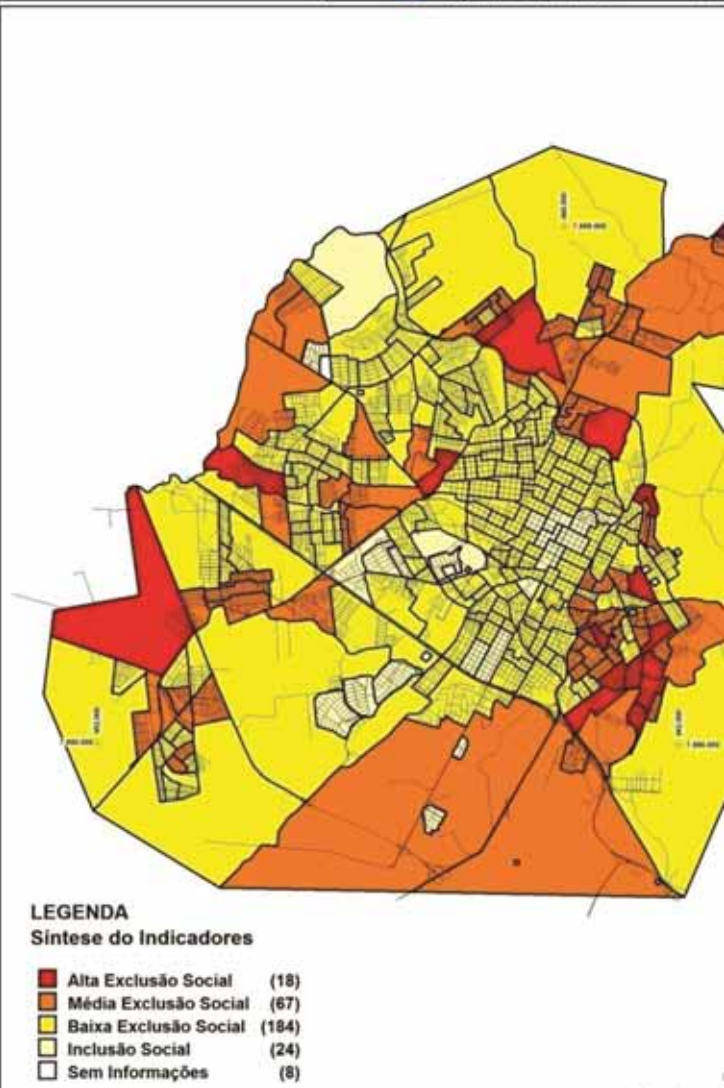 LEGENDA
Síntese do Indicadores
Alta Exclusão Social (18)
Média Exclusão Social (67)
Baixa Exclusão Social (184)
Inclusão Social (24)
Sem Informações (8)